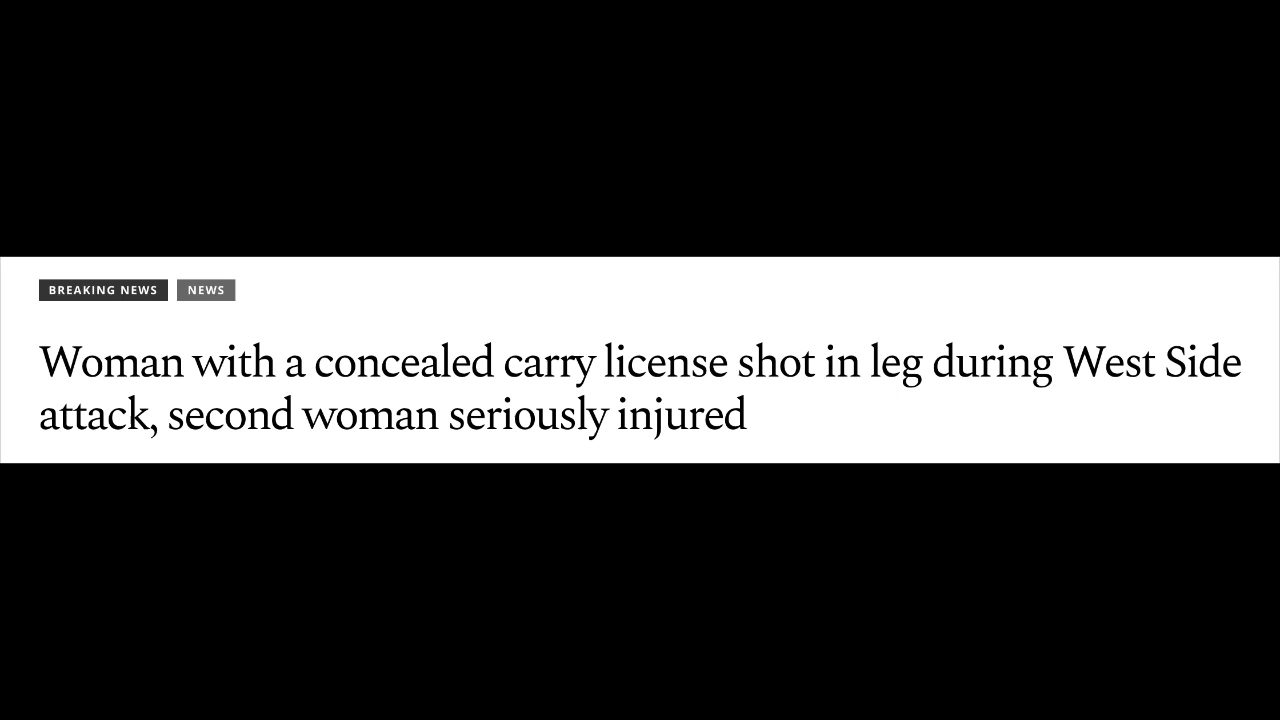 BREAKING NEWS NEWS
Woman with a concealed carry license shot in leg during West Side
attack, second woman seriously injured